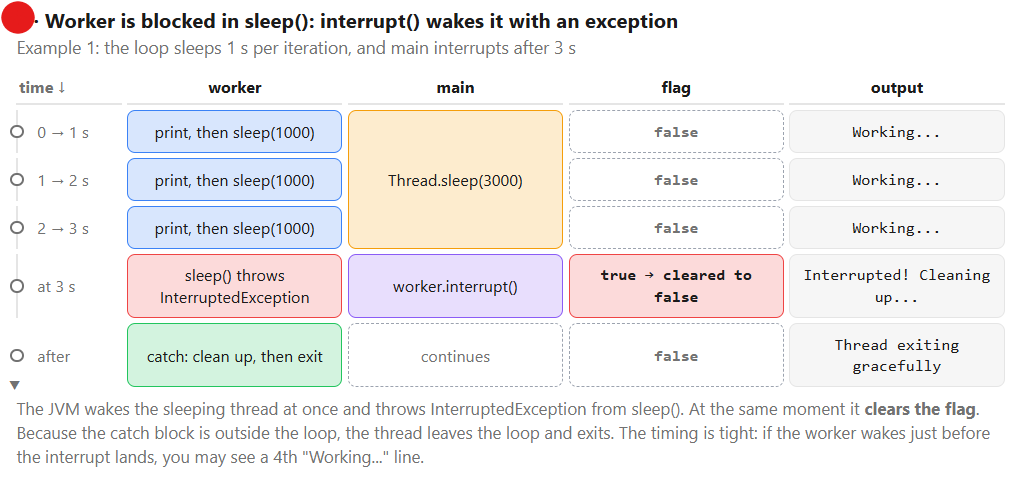 · Worker is blocked in sleep(): interrupt() wakes it with an exception
Example 1: the loop sleeps 1 s per iteration, and main interrupts after 3 s
time ↓ worker main flag output
0 → 1 s print, then sleep(1000) Thread.sleep(3000) false Working...
1 → 2 s print, then sleep(1000) false Working...
2 → 3 s print, then sleep(1000) false Working...
at 3 s sleep() throws InterruptedException worker.interrupt() true → cleared to false Interrupted! Cleaning up...
after catch: clean up, then exit continues false Thread exiting gracefully
The JVM wakes the sleeping thread at once and throws InterruptedException from sleep(). At the same moment it clears the flag.
Because the catch block is outside the loop, the thread leaves the loop and exits. The timing is tight: if the worker wakes just before
the interrupt lands, you may see a 4th "Working..." line.